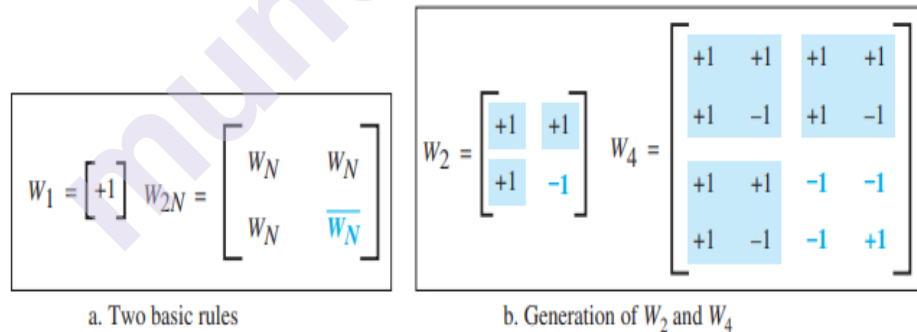 W1 = [+1] W2N = [WN WN
WN W̅N̅]
a. Two basic rules
W2 = [+1 +1
+1 –1]
W4 = [+1 +1 +1 +1
+1 –1 +1 –1
+1 +1 –1 –1
+1 –1 –1 +1]
b. Generation of W2 and W4